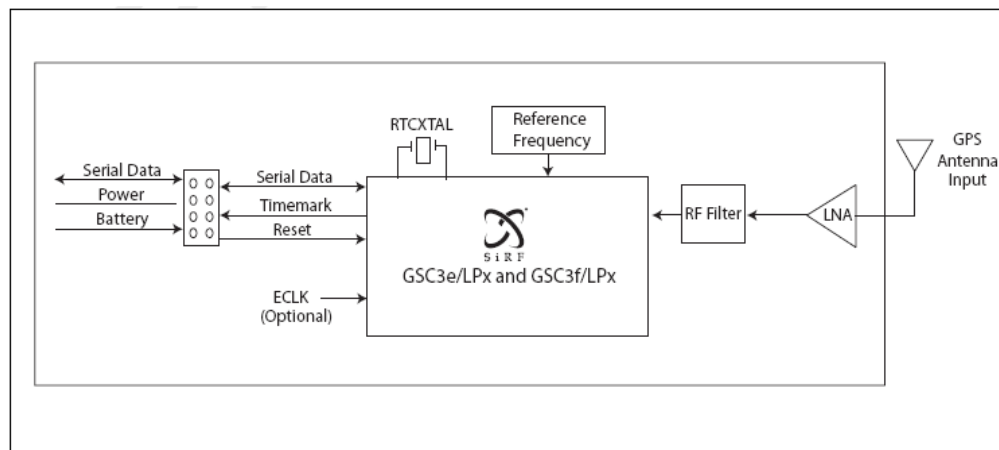 RTCXTAL
Reference
Frequency
GPS
Antenna
Input
Serial Data
Power
Battery
Serial Data
Timemark
Reset
RF Filter
LNA
SiRF
GSC3e/LPx and GSC3f/LPx
ECLK
(Optional)